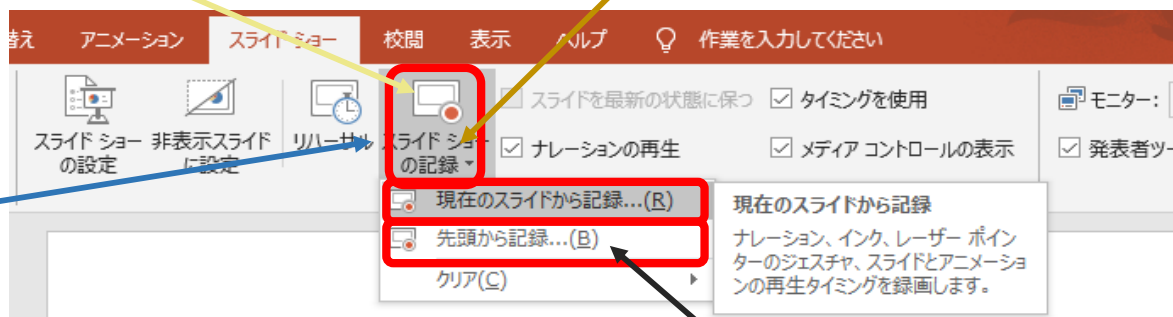 替え アニメーション スライド ショー 校閲 表示 ヘルプ 作業を入力してください
スライド ショー
の設定
非表示スライド
に設定
リハーサル
スライド ショー
の記録
スライドを最新の状態に保つ
タイミングを使用
モニター:
ナレーションの再生
メディア コントロールの表示
発表者ツー
現在のスライドから記録...(R)
先頭から記録...(B)
クリア(C)
現在のスライドから記録
ナレーション、インク、レーザー ポイン
ターのジェスチャ、スライドとアニメーショ
ンの再生タイミングを録画します。